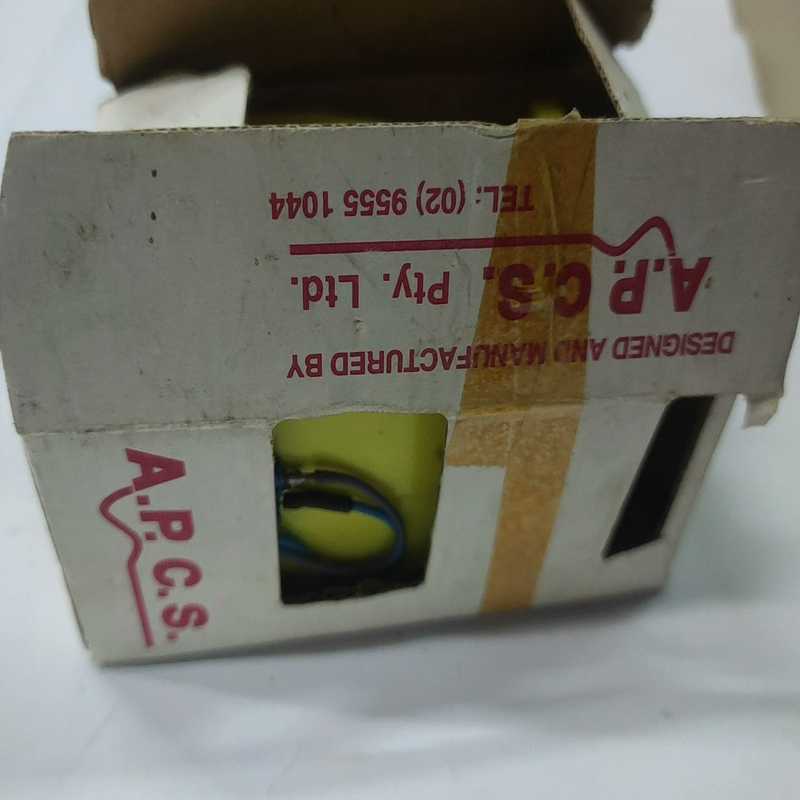 DESIGNED AND MANUFACTURED BY
A.P.C.S. Pty. Ltd.
TEL: (02) 9555 1044
A.P.C.S.